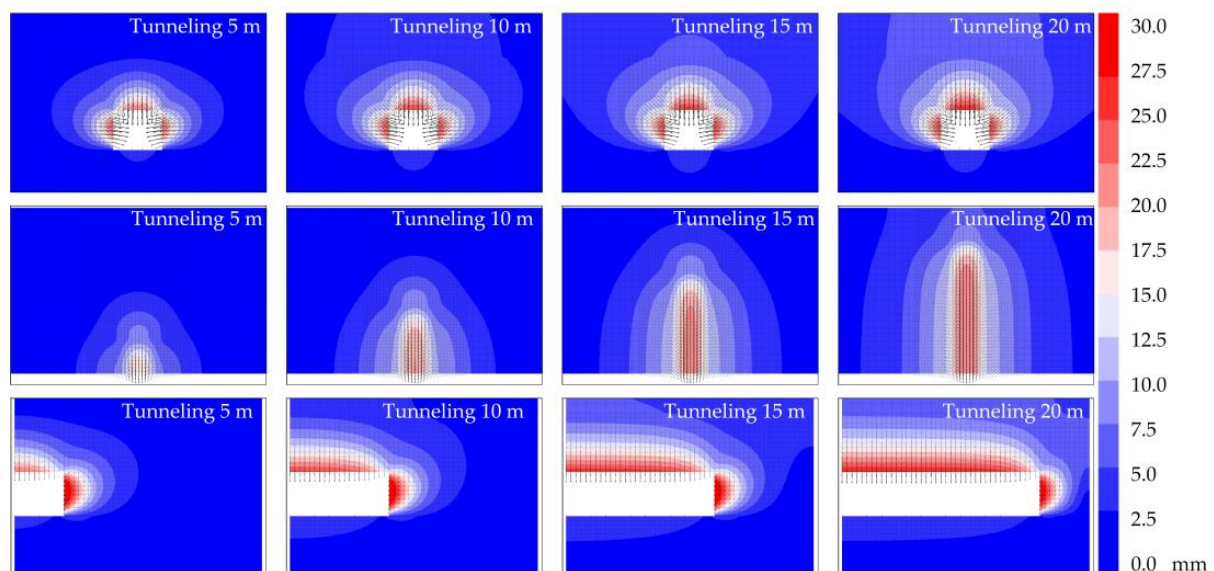 Tunneling 5 m
Tunneling 10 m
Tunneling 15 m
Tunneling 20 m
Tunneling 5 m
Tunneling 10 m
Tunneling 15 m
Tunneling 20 m
Tunneling 5 m
Tunneling 10 m
Tunneling 15 m
Tunneling 20 m
30.0
27.5
25.0
22.5
20.0
17.5
15.0
12.5
10.0
7.5
5.0
2.5
0.0 mm